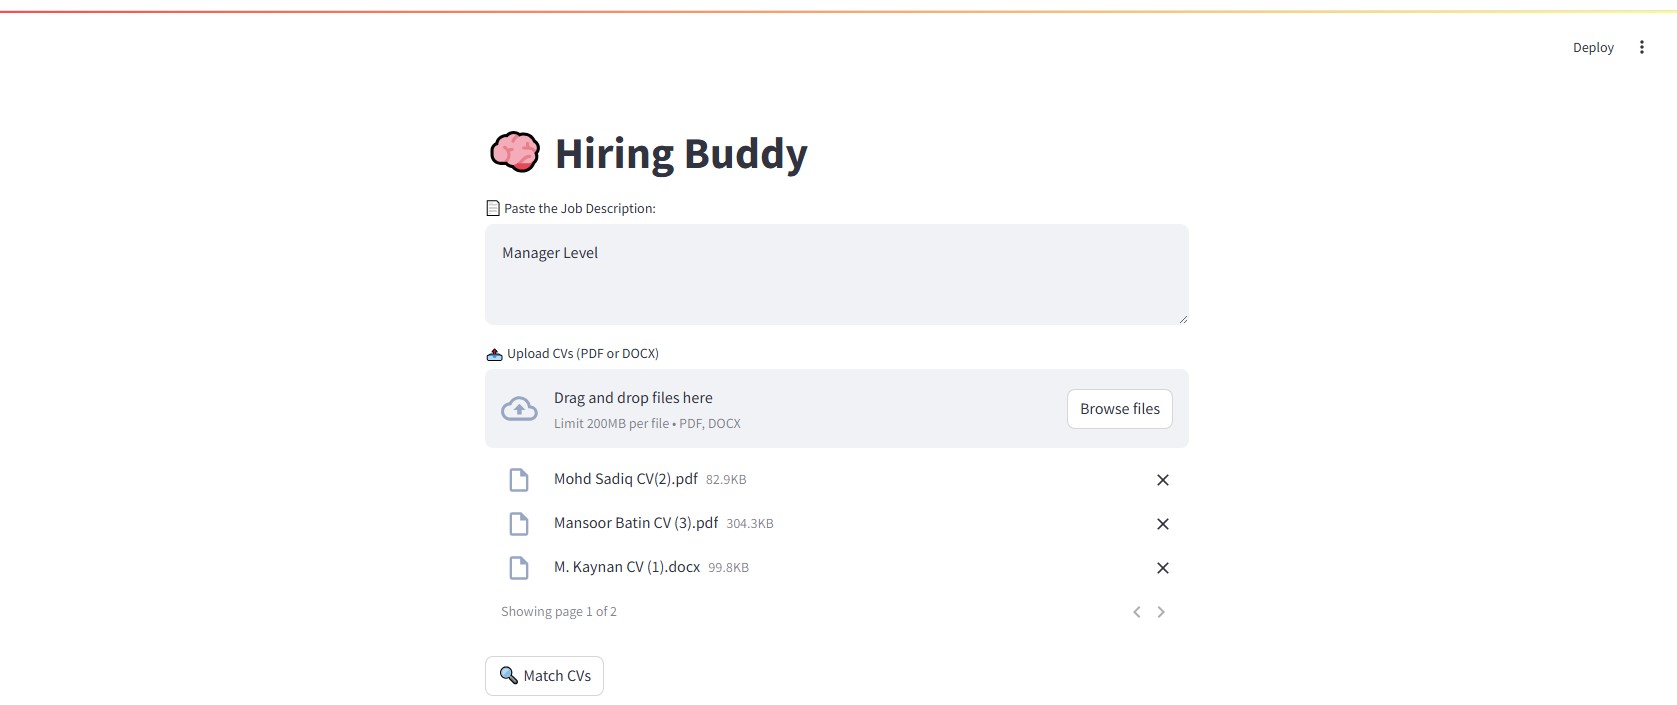 Deploy
Hiring Buddy
Paste the Job Description:
Manager Level
Upload CVs (PDF or DOCX)
Drag and drop files here
Limit 200MB per file • PDF, DOCX
Browse files
Mohd Sadiq CV(2).pdf 82.9KB
Mansoor Batin CV (3).pdf 304.3KB
M. Kaynan CV (1).docx 99.8KB
Showing page 1 of 2
Match CVs